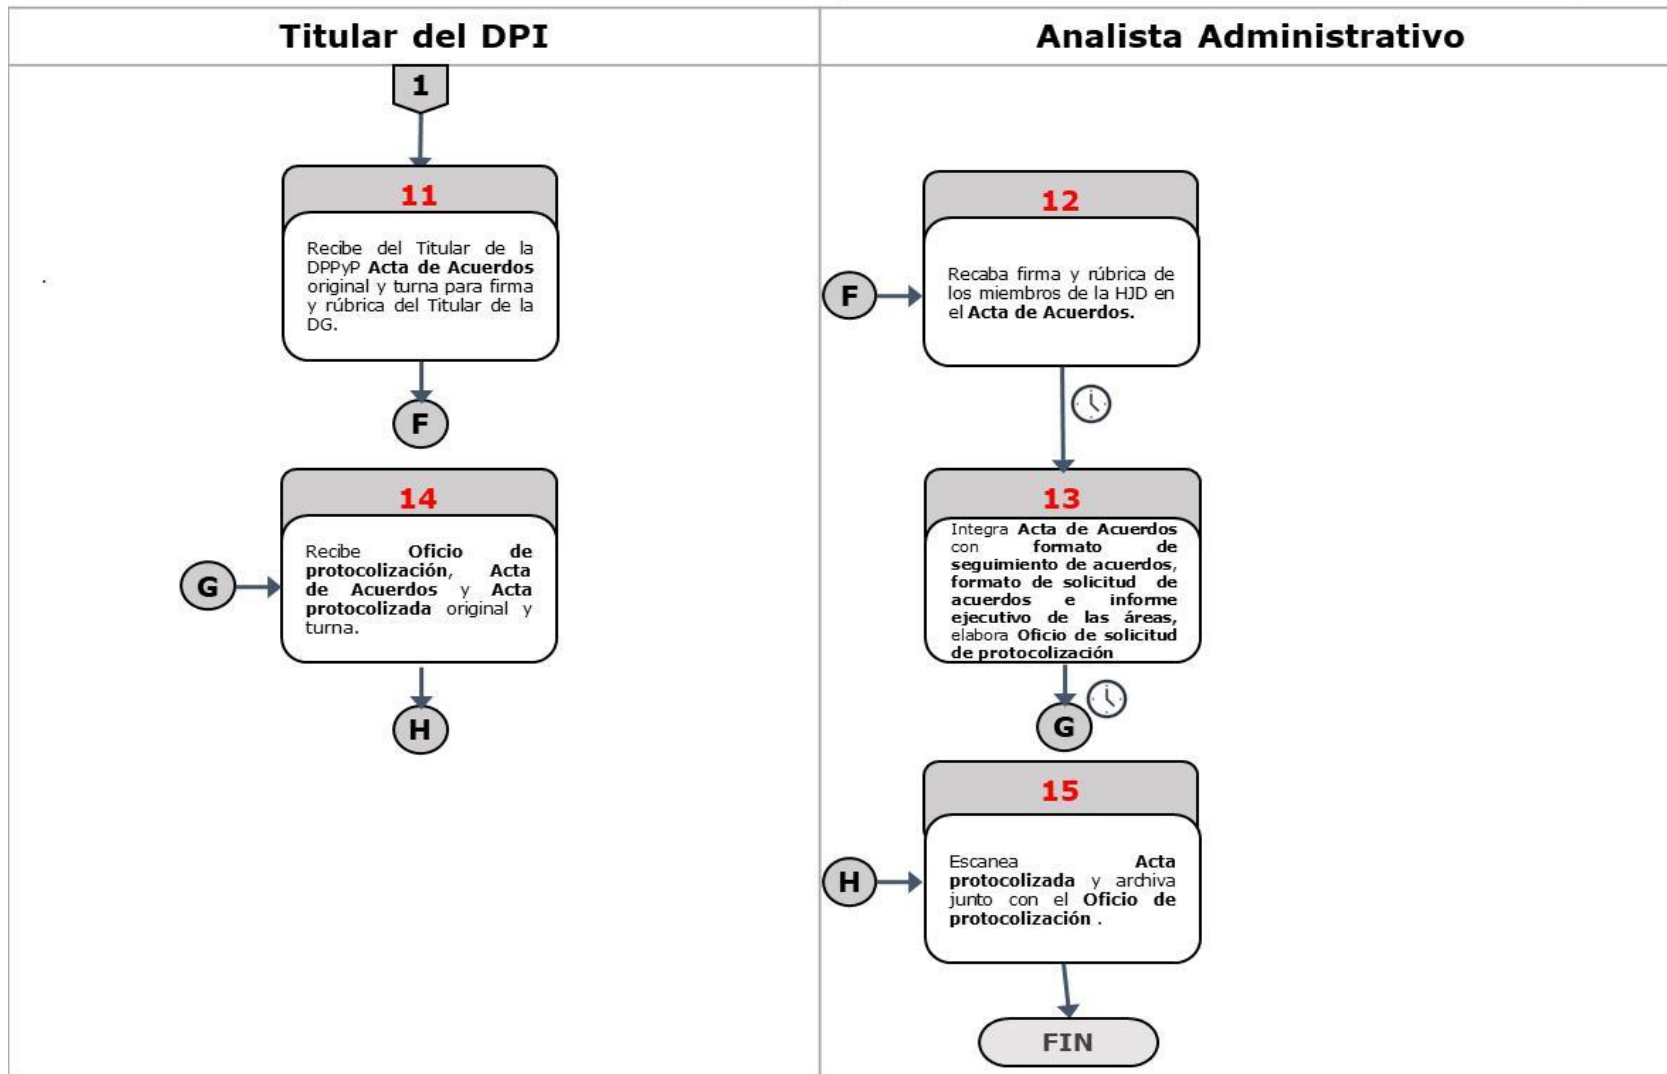 Titular del DPI
Analista Administrativo
1
11
Recibe del Titular de la
DPPyP Acta de Acuerdos
original y turna para firma
y rúbrica del Titular de la
DG.
F
12
F
Recaba firma y rúbrica de
los miembros de la HJD en
el Acta de Acuerdos.
13
Integra Acta de Acuerdos
con formato de
seguimiento de acuerdos,
formato de solicitud de
acuerdos e informe
ejecutivo de las áreas,
elabora Oficio de solicitud
de protocolización
G
14
G
Recibe Oficio de
protocolización, Acta
de Acuerdos y Acta
protocolizada original y
turna.
H
15
H
Escanea Acta
protocolizada y archiva
junto con el Oficio de
protocolización .
FIN